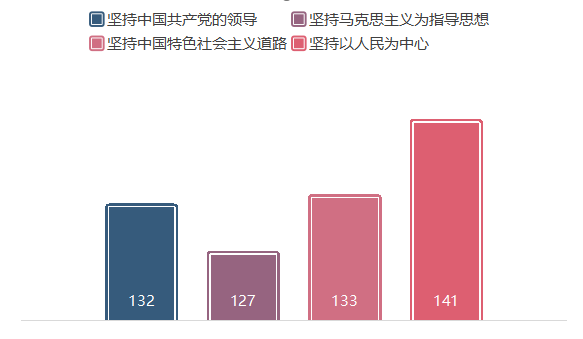 坚持中国共产党的领导 坚持马克思主义为指导思想
坚持中国特色社会主义道路 坚持以人民为中心
132 127 133 141